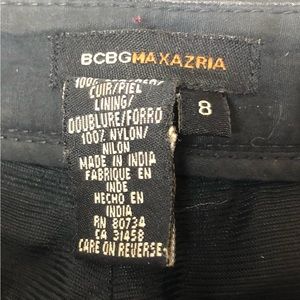 BCBGMAXAZRIA
8
100%
CUIR/PIEL
LINING/
DOUBLURE/FORRO
100% NYLON/
NILON
MADE IN INDIA
FABRIQUE EN
INDE
HECHO EN
INDIA
RN 80734
CA 31458
CARE ON REVERSE